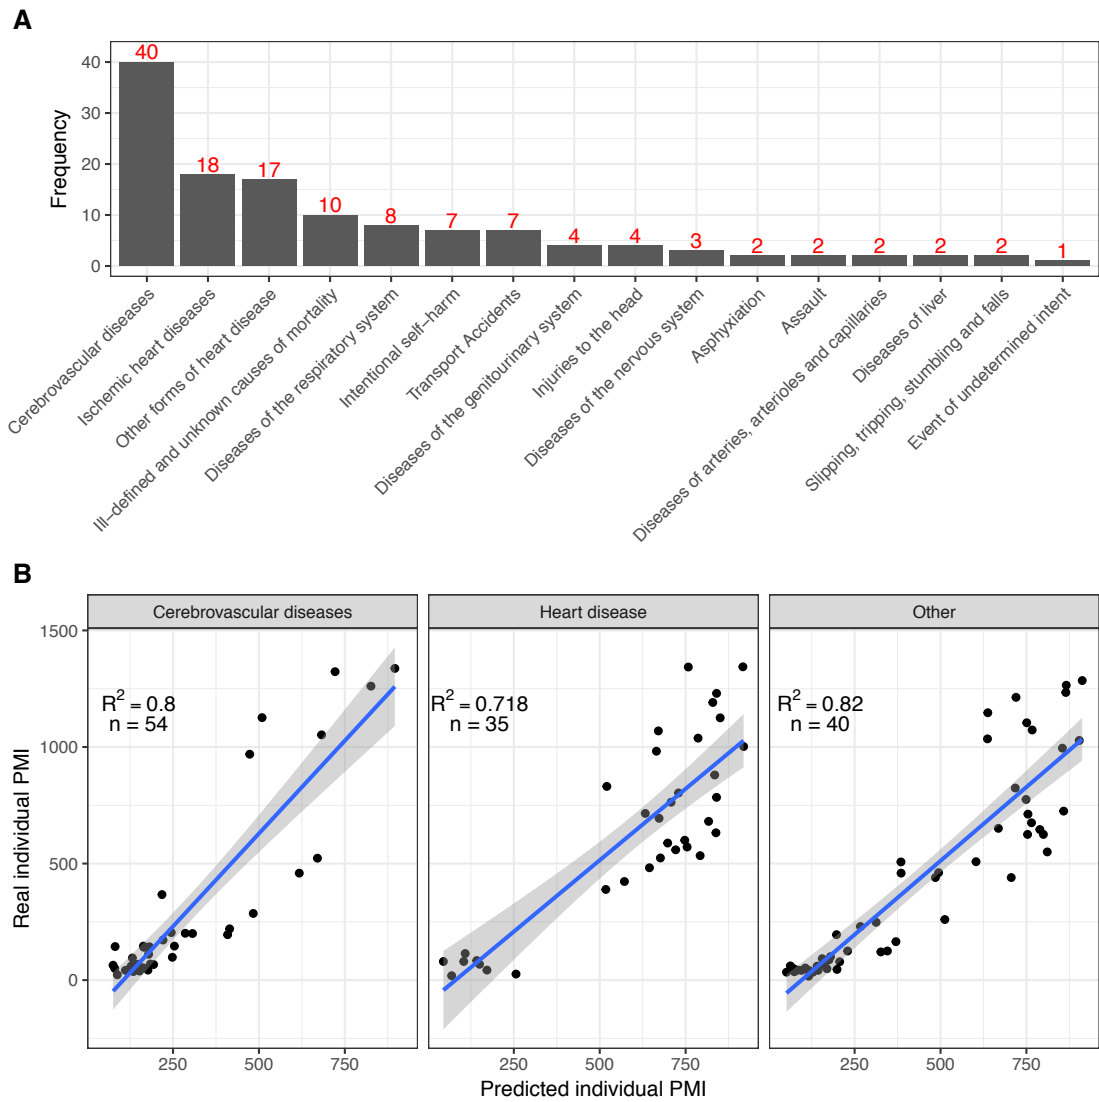 A
Frequency
40
30
20
10
0
40
18
17
10
8
7
7
4
4
3
2
2
2
2
2
1
Cerebrovascular diseases
Ischemic heart diseases
Other forms of heart disease
Ill−defined and unknown causes of mortality
Diseases of the respiratory system
Intentional self−harm
Transport Accidents
Diseases of the genitourinary system
Injuries to the head
Diseases of the nervous system
Asphyxiation
Assault
Diseases of arteries, arterioles and capillaries
Diseases of liver
Slipping, tripping, stumbling and falls
Event of undetermined intent
B
Cerebrovascular diseases
Heart disease
Other
Real individual PMI
1500
1000
500
0
R² = 0.8
n = 54
R² = 0.718
n = 35
R² = 0.82
n = 40
250
500
750
250
500
750
250
500
750
Predicted individual PMI